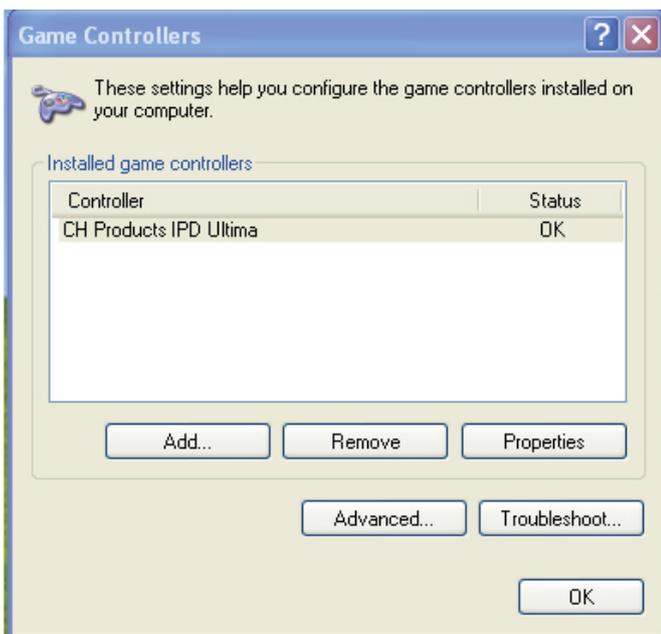 Game Controllers
These settings help you configure the game controllers installed on
your computer.
Installed game controllers
Controller Status
CH Products IPD Ultima OK
Add... Remove Properties
Advanced... Troubleshoot...
OK